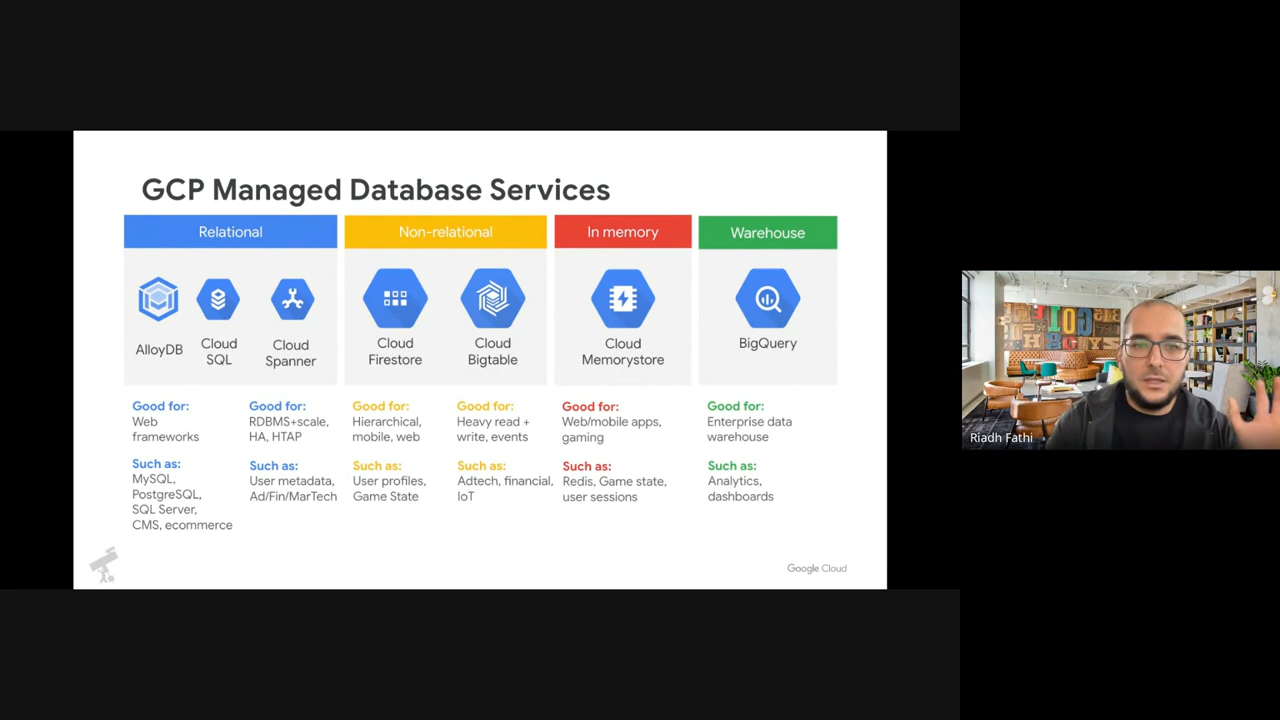 GCP Managed Database Services
Relational
Non-relational
In memory
Warehouse
AlloyDB
Cloud
SQL
Cloud
Spanner
Cloud
Firestore
Cloud
Bigtable
Cloud
Memorystore
BigQuery
Good for:
Web
frameworks
Such as:
MySQL,
PostgreSQL,
SQL Server,
CMS, ecommerce
Good for:
RDBMS+scale,
HA, HTAP
Such as:
User metadata,
Ad/Fin/MarTech
Good for:
Hierarchical,
mobile, web
Such as:
User profiles,
Game State
Good for:
Heavy read +
write, events
Such as:
Adtech, financial,
IoT
Good for:
Web/mobile apps,
gaming
Such as:
Redis, Game state,
user sessions
Good for:
Enterprise data
warehouse
Such as:
Analytics,
dashboards
Google Cloud
Riadh Fathi